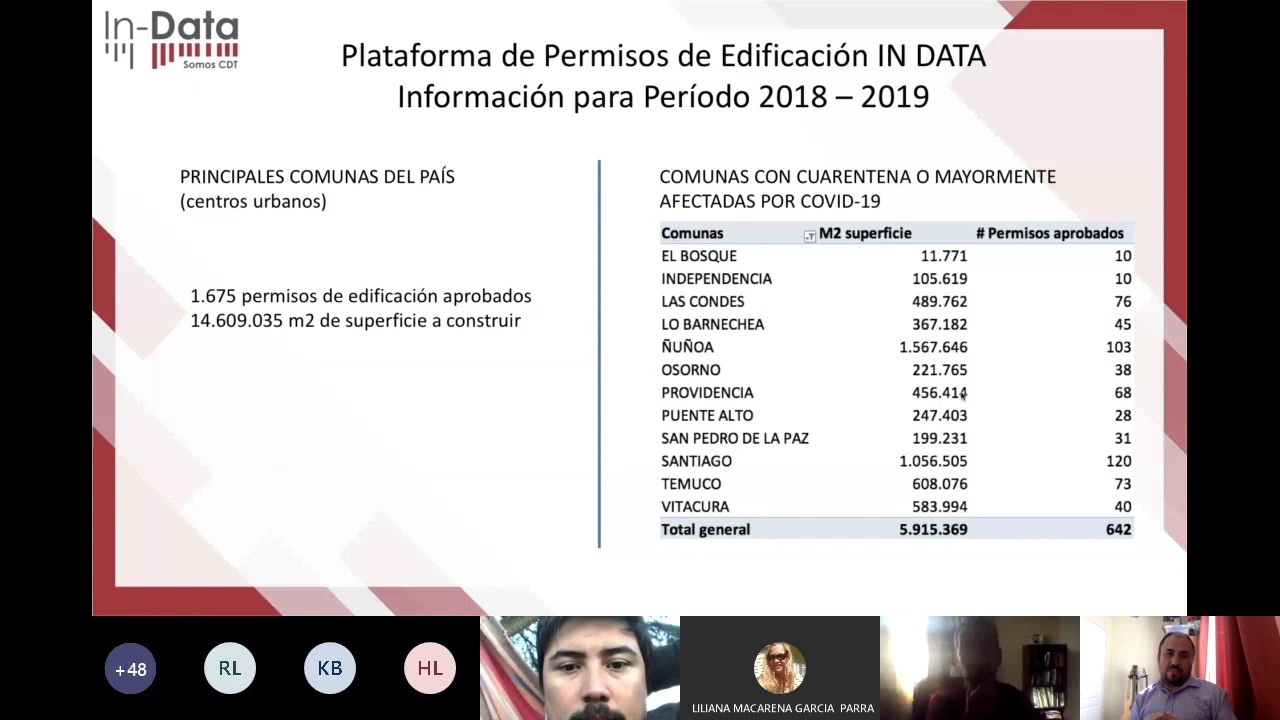 In-Data
Somos CDT
Plataforma de Permisos de Edificación IN DATA
Información para Período 2018 – 2019
PRINCIPALES COMUNAS DEL PAÍS
(centros urbanos)
1.675 permisos de edificación aprobados
14.609.035 m2 de superficie a construir
COMUNAS CON CUARENTENA O MAYORMENTE
AFECTADAS POR COVID-19
Comunas M2 superficie # Permisos aprobados
EL BOSQUE 11.771 10
INDEPENDENCIA 105.619 10
LAS CONDES 489.762 76
LO BARNECHEA 367.182 45
ÑUÑOA 1.567.646 103
OSORNO 221.765 38
PROVIDENCIA 456.414 68
PUENTE ALTO 247.403 28
SAN PEDRO DE LA PAZ 199.231 31
SANTIAGO 1.056.505 120
TEMUCO 608.076 73
VITACURA 583.994 40
Total general 5.915.369 642
+48
RL
KB
HL
LILIANA MACARENA GARCIA PARRA